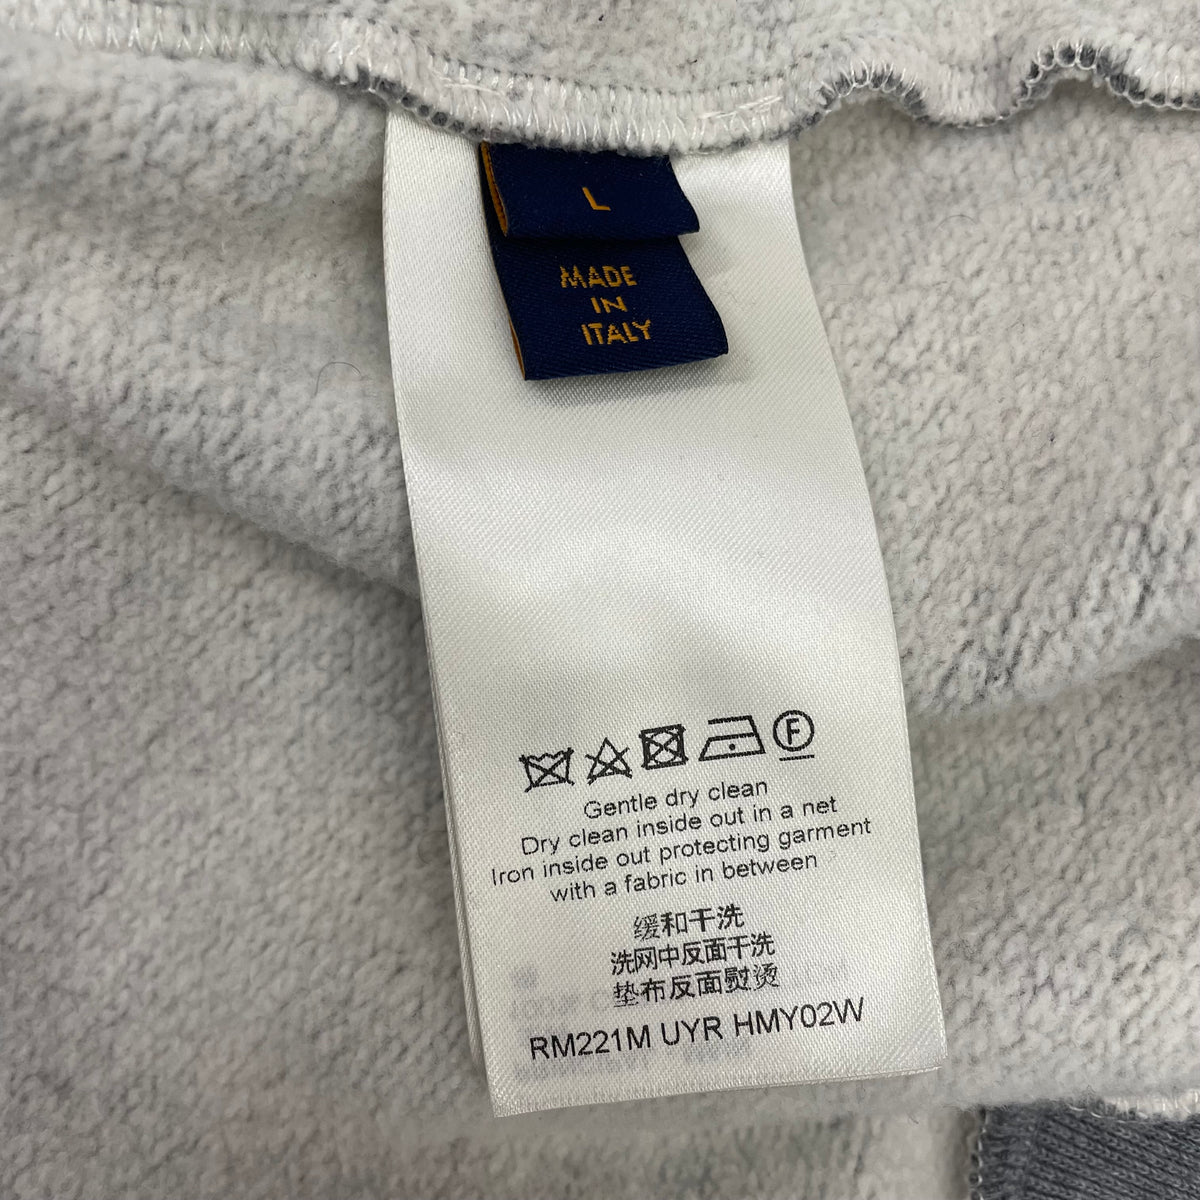 L
MADE
IN
ITALY
F
Gentle dry clean
Dry clean inside out in a net
Iron inside out protecting garment
with a fabric in between
缓和干洗
洗网中反面干洗
垫布反面熨烫
RM221M UYR HMY02W